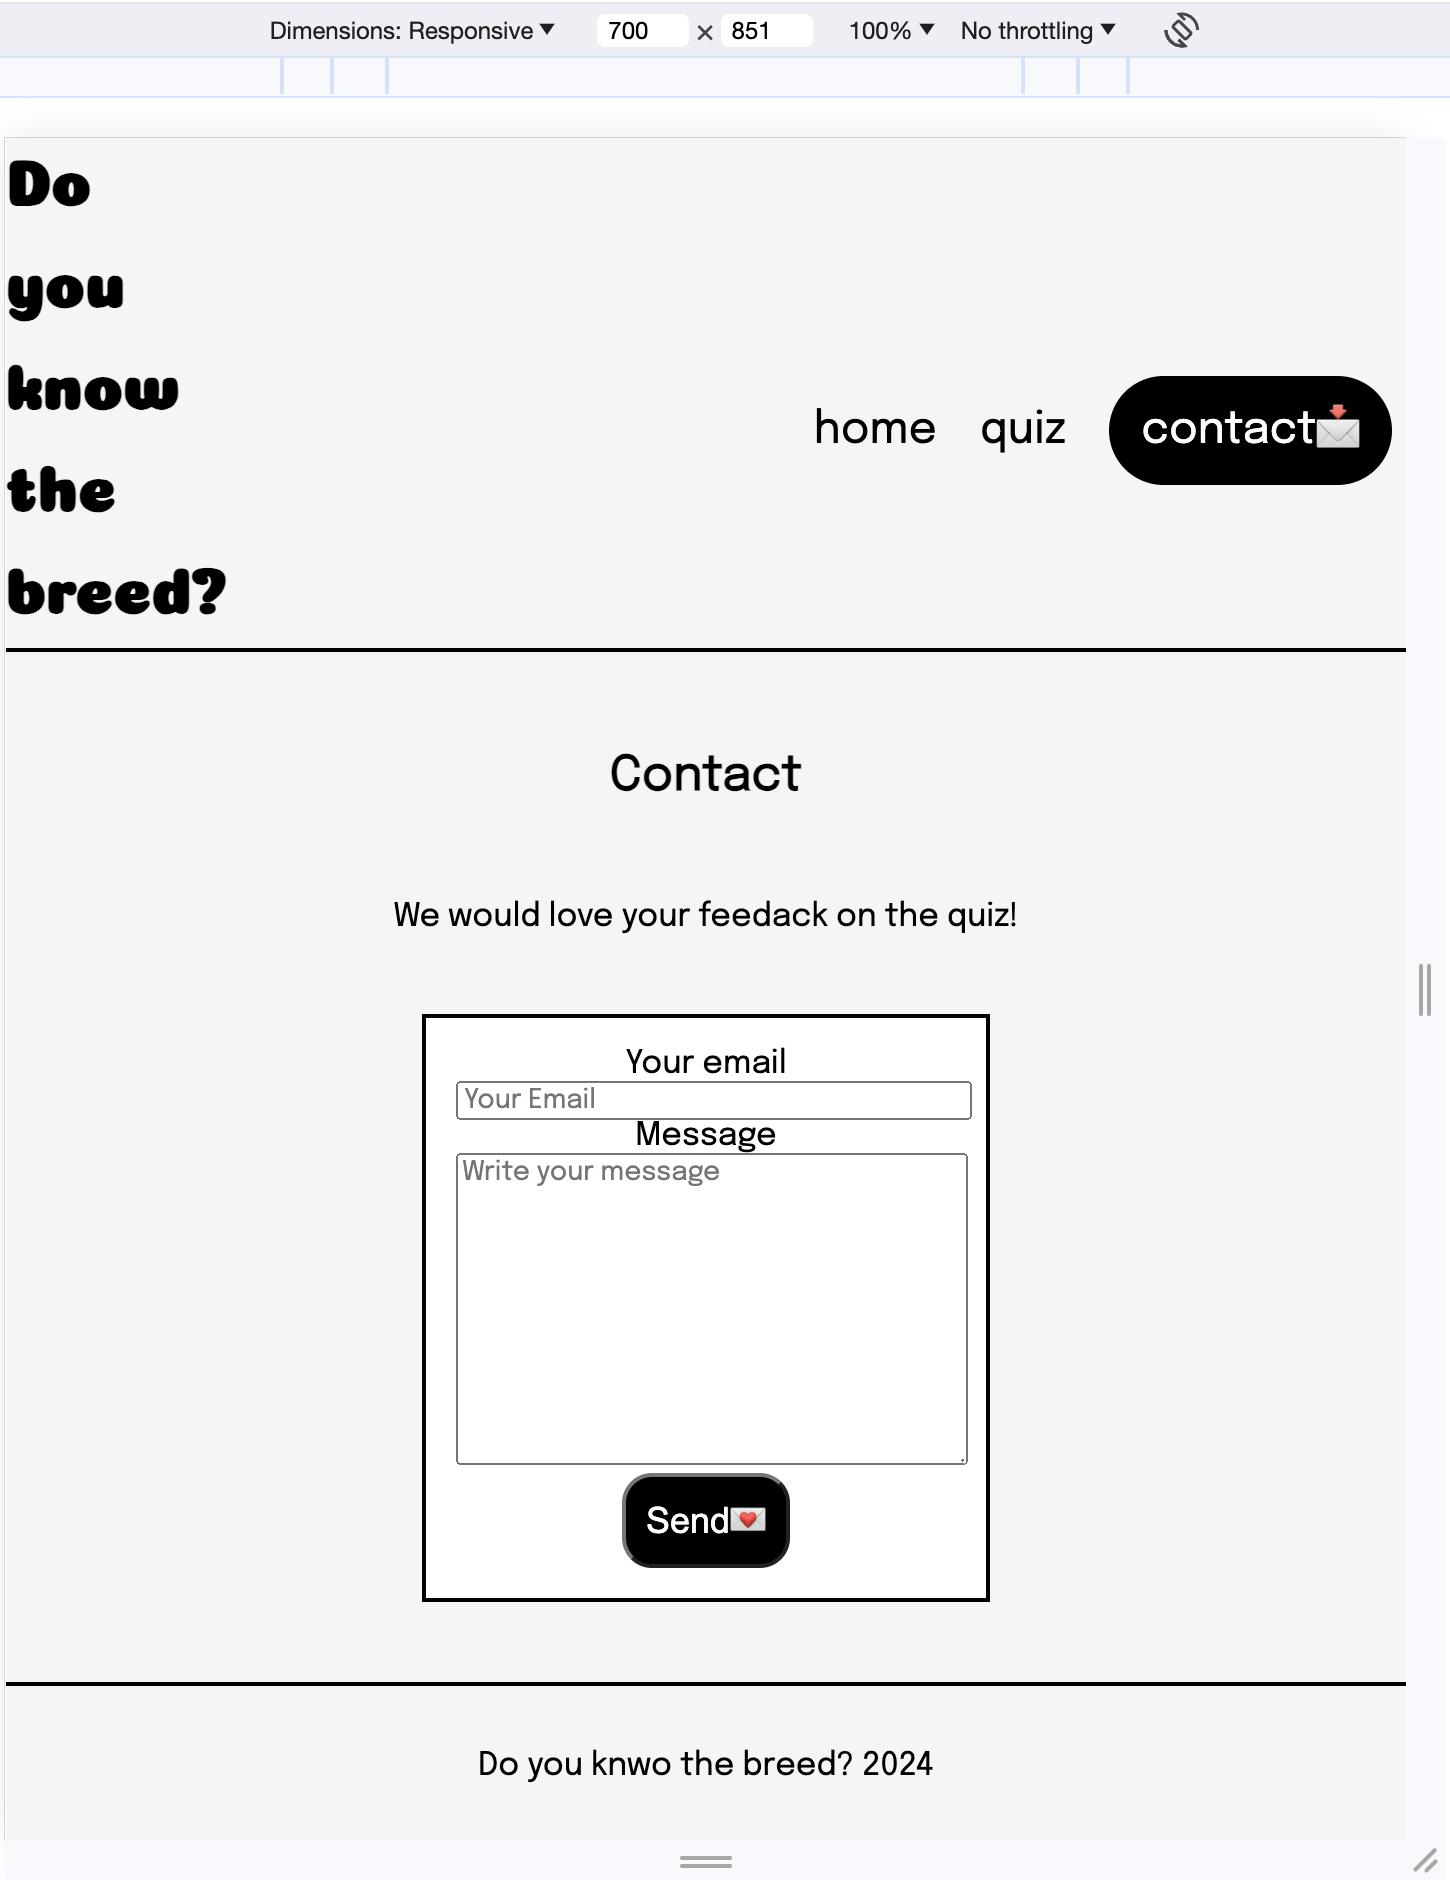 Dimensions: Responsive ▼ 700 × 851 100% ▼ No throttling ▼
Do
you
know
the
breed?
home quiz contact📩
Contact
We would love your feedack on the quiz!
Your email
Your Email
Message
Write your message
Send💌
Do you knwo the breed? 2024